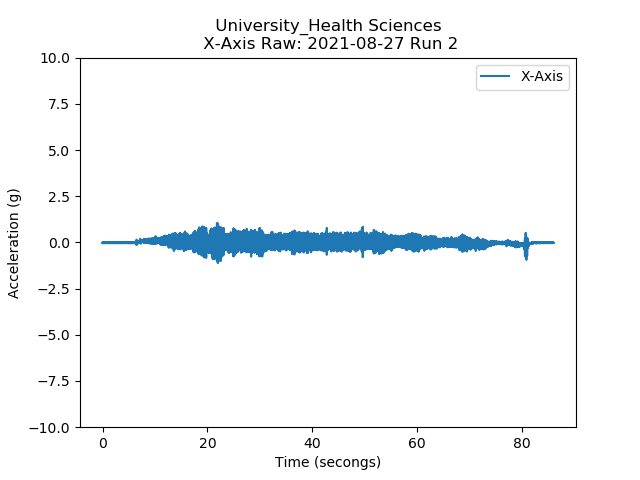 University_Health Sciences
X-Axis Raw: 2021-08-27 Run 2
X-Axis
10.0
7.5
5.0
2.5
0.0
−2.5
−5.0
−7.5
−10.0
Acceleration (g)
0 20 40 60 80
Time (secongs)